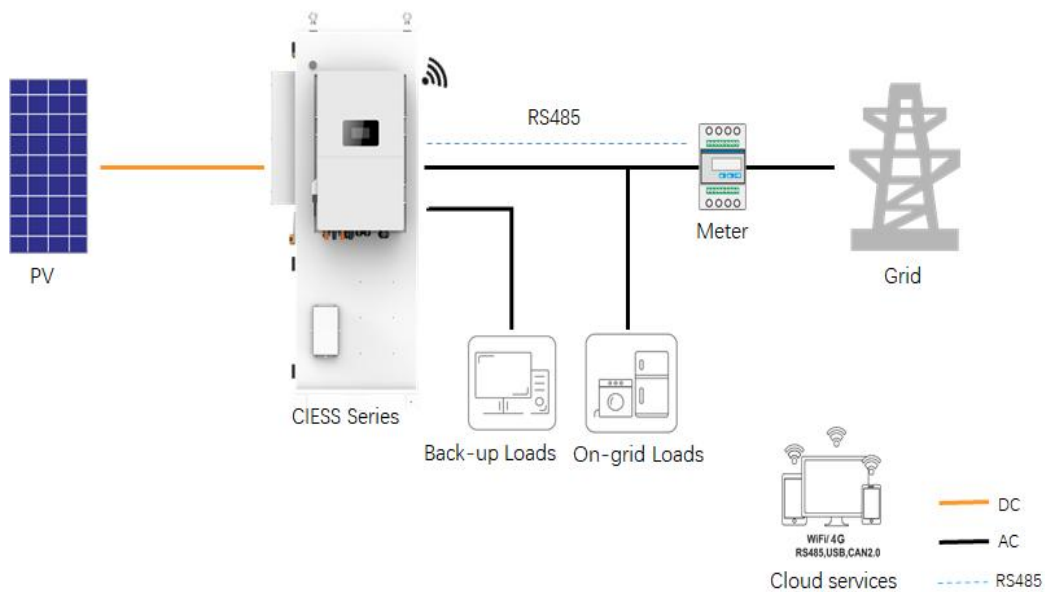 RS485
PV
Meter
Grid
CIESS Series
Back-up Loads
On-grid Loads
WiFi/ 4G
RS485,USB,CAN2.0
Cloud services
DC
AC
RS485